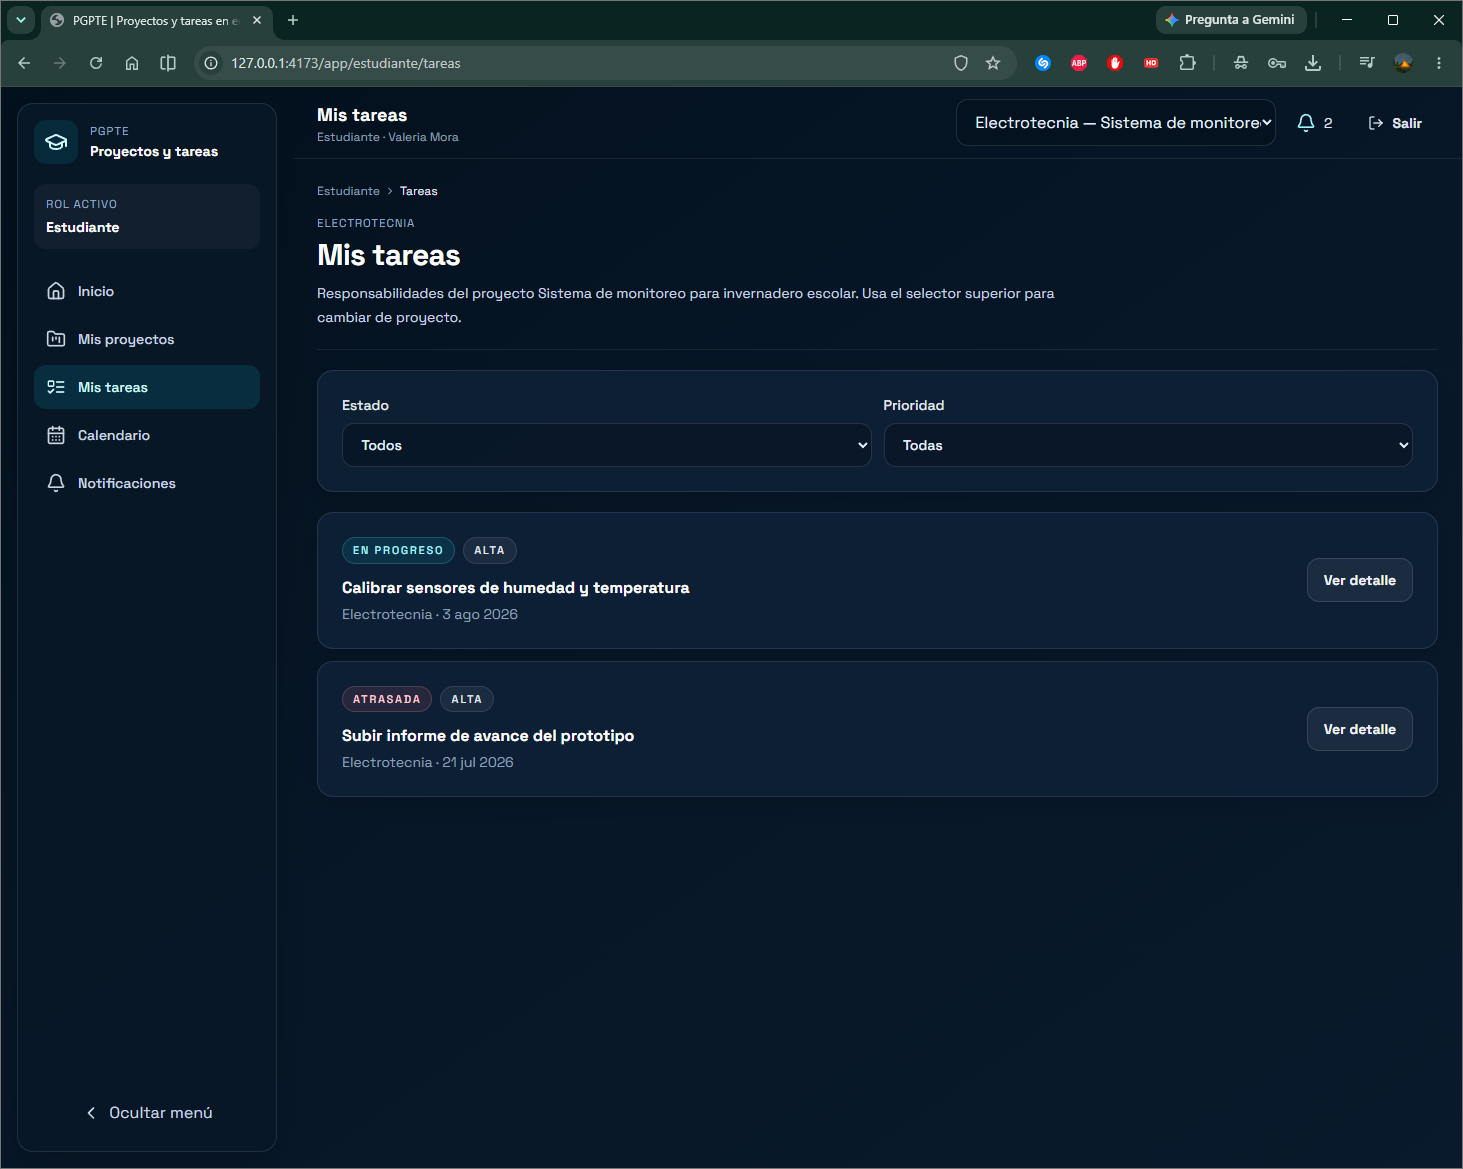 PGPTE | Proyectos y tareas en e
Pregunta a Gemini
127.0.0.1:4173/app/estudiante/tareas
ABP
HD
PGPTE
Proyectos y tareas
ROL ACTIVO
Estudiante
Inicio
Mis proyectos
Mis tareas
Calendario
Notificaciones
Ocultar menú
Mis tareas
Estudiante · Valeria Mora
Electrotecnia — Sistema de monitore
2
Salir
Estudiante > Tareas
ELECTROTECNIA
Mis tareas
Responsabilidades del proyecto Sistema de monitoreo para invernadero escolar. Usa el selector superior para
cambiar de proyecto.
Estado
Todos
Prioridad
Todas
EN PROGRESO
ALTA
Calibrar sensores de humedad y temperatura
Electrotecnia · 3 ago 2026
Ver detalle
ATRASADA
ALTA
Subir informe de avance del prototipo
Electrotecnia · 21 jul 2026
Ver detalle